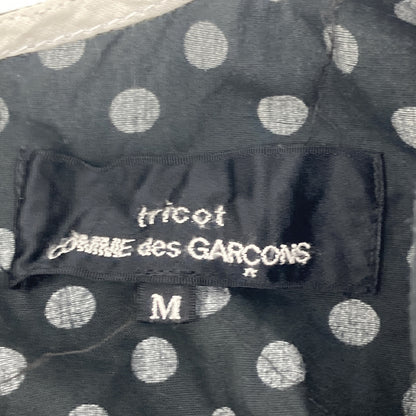 tricot
COMME des GARÇONS
M